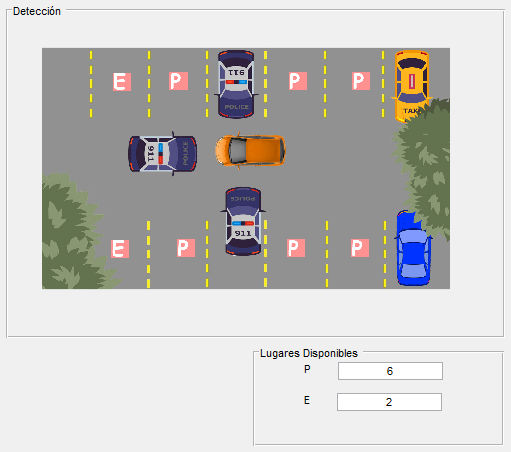 Detección
E P 911 P P
POLICE TAXI
911 POLICE
POLICE
911
E P P P
Lugares Disponibles
P 6
E 2